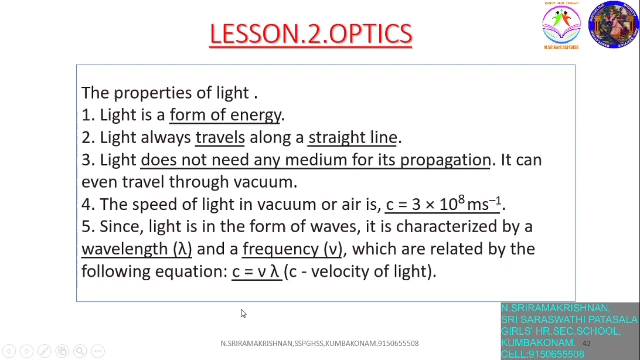 LESSON.2.OPTICS
N.SRIRAMAKRISHNAN
The properties of light .
1. Light is a form of energy.
2. Light always travels along a straight line.
3. Light does not need any medium for its propagation. It can
even travel through vacuum.
4. The speed of light in vacuum or air is, c = 3 × 10⁸ ms⁻¹.
5. Since, light is in the form of waves, it is characterized by a
wavelength (λ) and a frequency (ν), which are related by the
following equation: c = ν λ (c - velocity of light).
N.SRIRAMAKRISHNAN,SSPGHSS,KUMBAKONAM.9150655508
N.SRIRAMAKRISHNAN,
SRI SARASWATHI PATASALA
GIRLS' HR.SEC.SCHOOL,
KUMBAKONAM. 42
CELL:9150655508